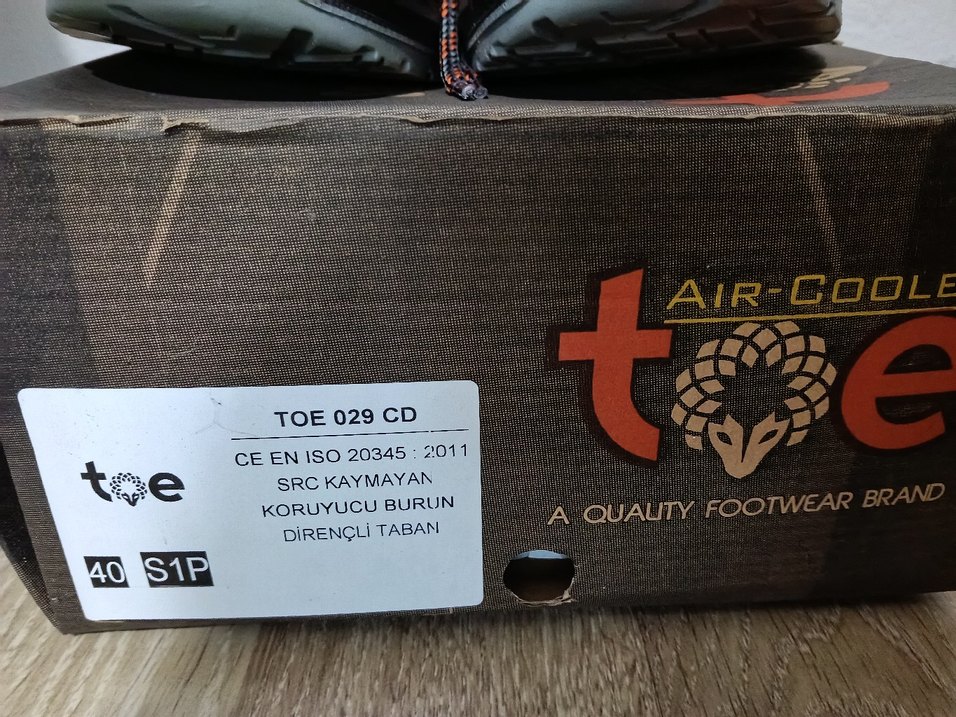 AIR-COOLE
toe
A QUALITY FOOTWEAR BRAND
toe
TOE 029 CD
CE EN ISO 20345 : 2011
SRC KAYMAYAN
KORUYUCU BURUN
DİRENÇLİ TABAN
40 S1P